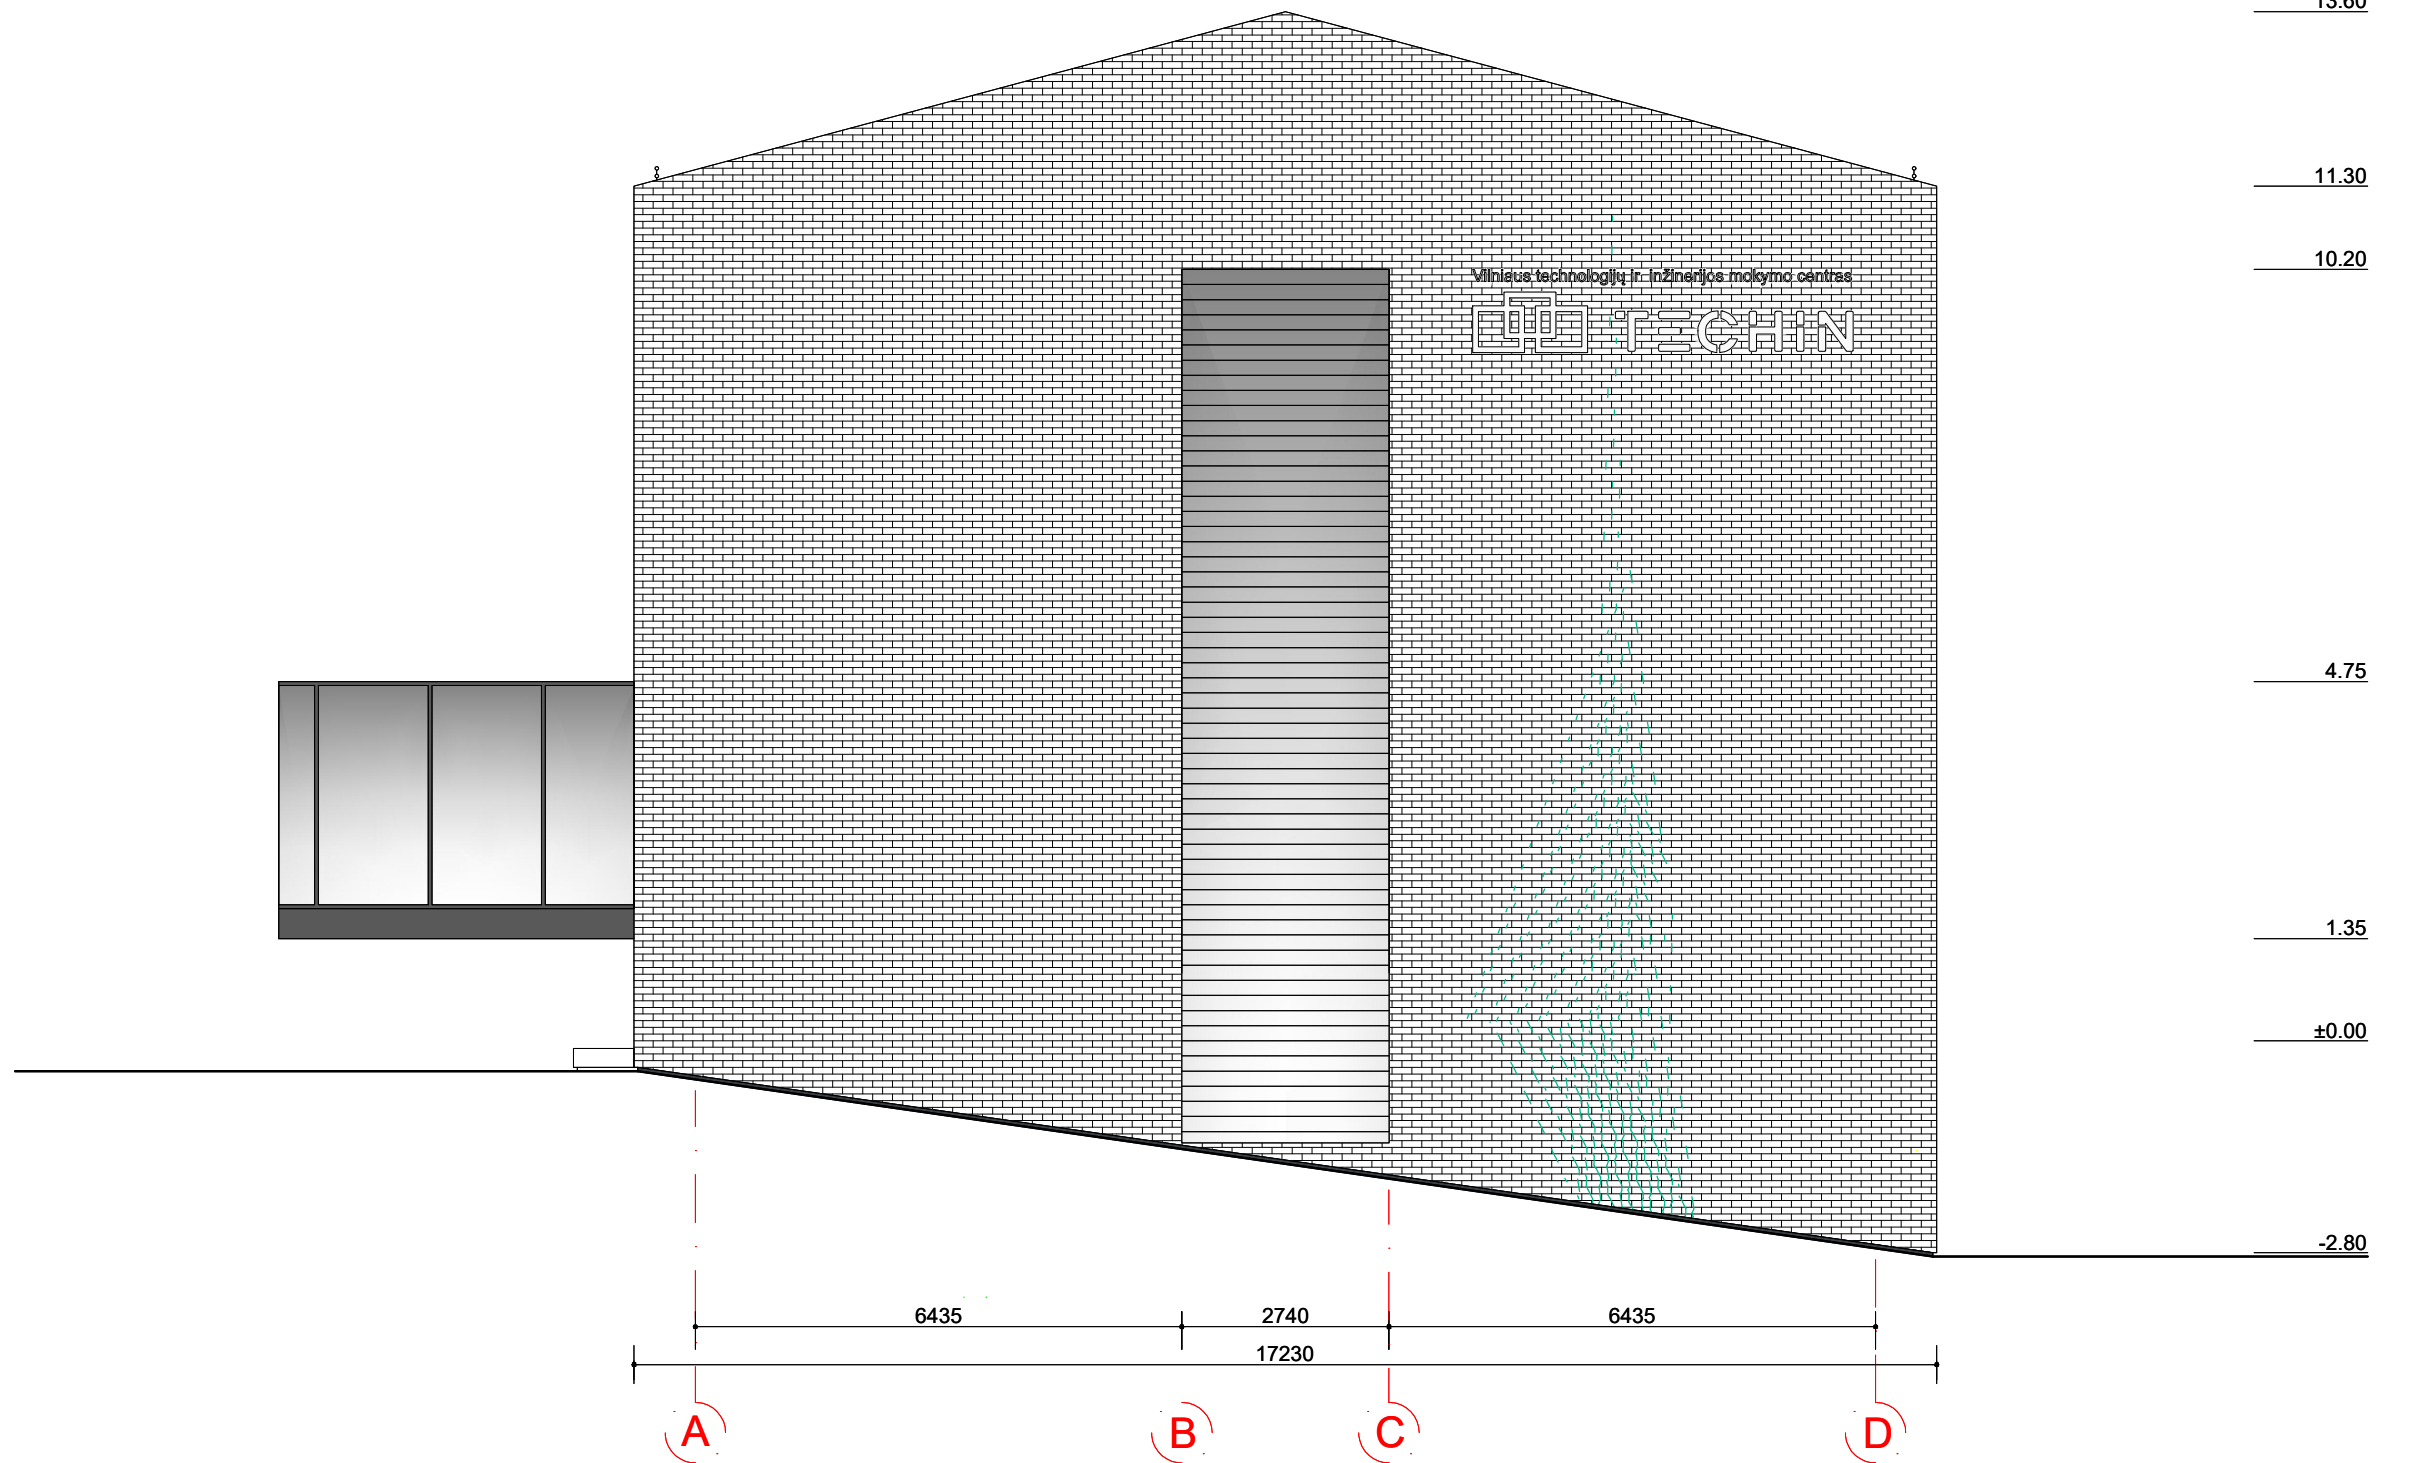 13.60
11.30
10.20
Vilniaus technologijų ir inžinerijos mokymo centras
TECHIN
4.75
1.35
±0.00
-2.80
6435 2740 6435
17230
A B C D